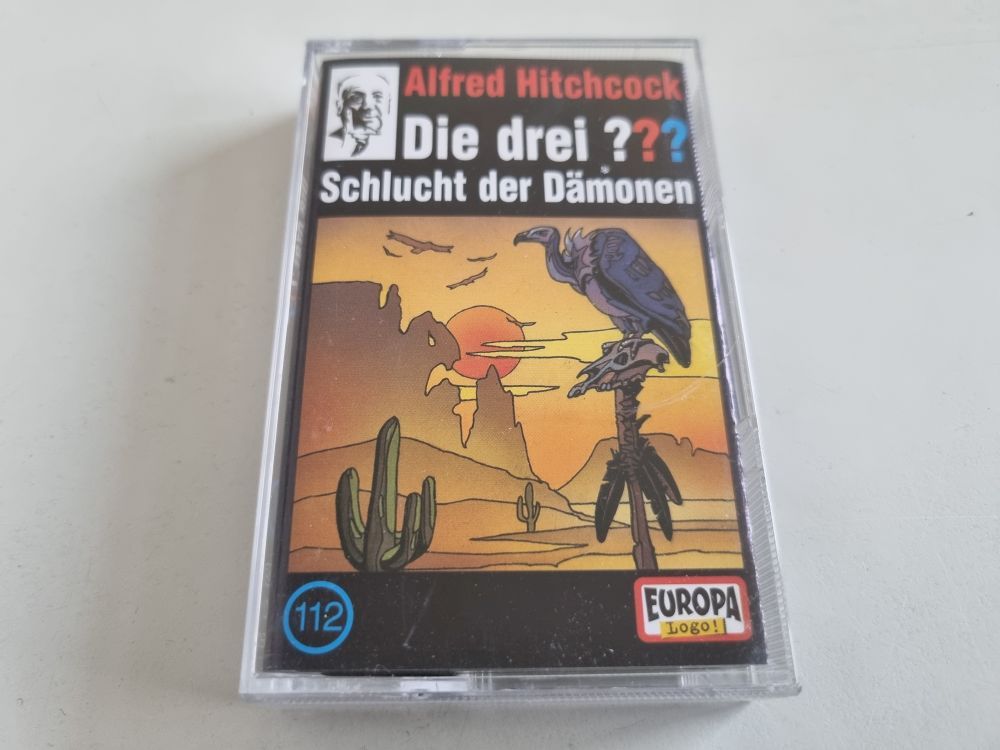 Alfred Hitchcock
Die drei ???
Schlucht der Dämonen
112
EUROPA
Logo!